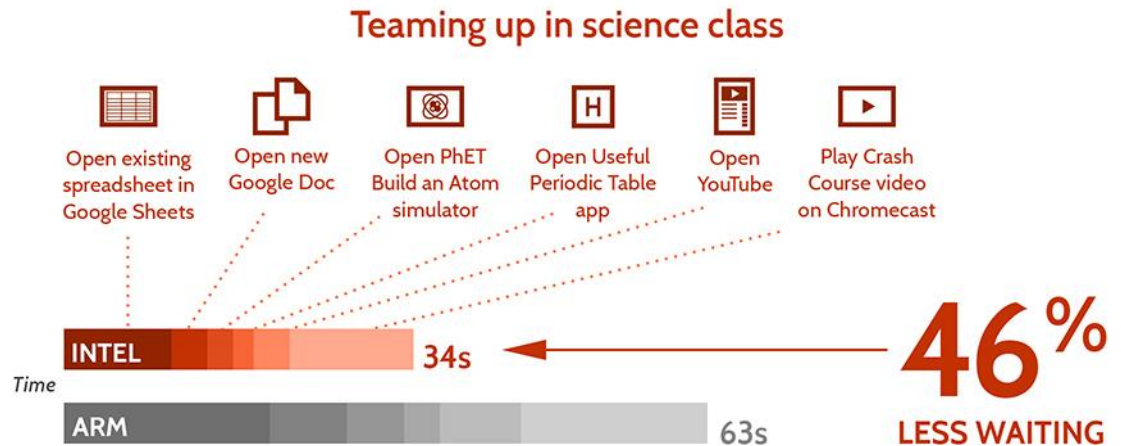 Teaming up in science class
H
Open existing
spreadsheet in
Google Sheets
Open new
Google Doc
Open PhET
Build an Atom
simulator
Open Useful
Periodic Table
app
Open
YouTube
Play Crash
Course video
on Chromecast
INTEL
34s
46%
LESS WAITING
Time
ARM
63s